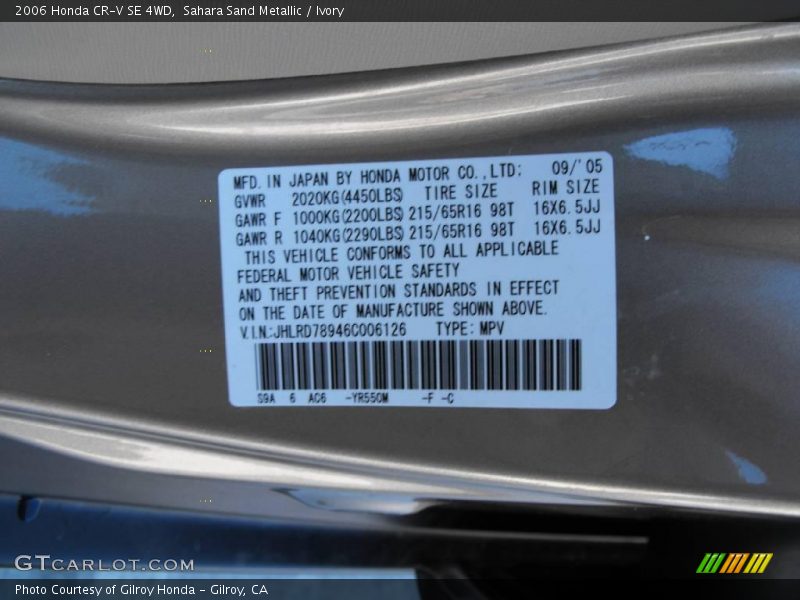 2006 Honda CR-V SE 4WD, Sahara Sand Metallic / Ivory
MFD. IN JAPAN BY HONDA MOTOR CO.,LTD: 09/'05
GVWR 2020KG(4450LBS) TIRE SIZE RIM SIZE
GAWR F 1000KG(2200LBS) 215/65R16 98T 16X6.5JJ
GAWR R 1040KG(2290LBS) 215/65R16 98T 16X6.5JJ
THIS VEHICLE CONFORMS TO ALL APPLICABLE
FEDERAL MOTOR VEHICLE SAFETY
AND THEFT PREVENTION STANDARDS IN EFFECT
ON THE DATE OF MANUFACTURE SHOWN ABOVE.
V.I.N:JHLRD78946C006126 TYPE: MPV
S9A 6 AC6 -YR550M -F -C
GTCARLOT.COM
Photo Courtesy of Gilroy Honda - Gilroy, CA